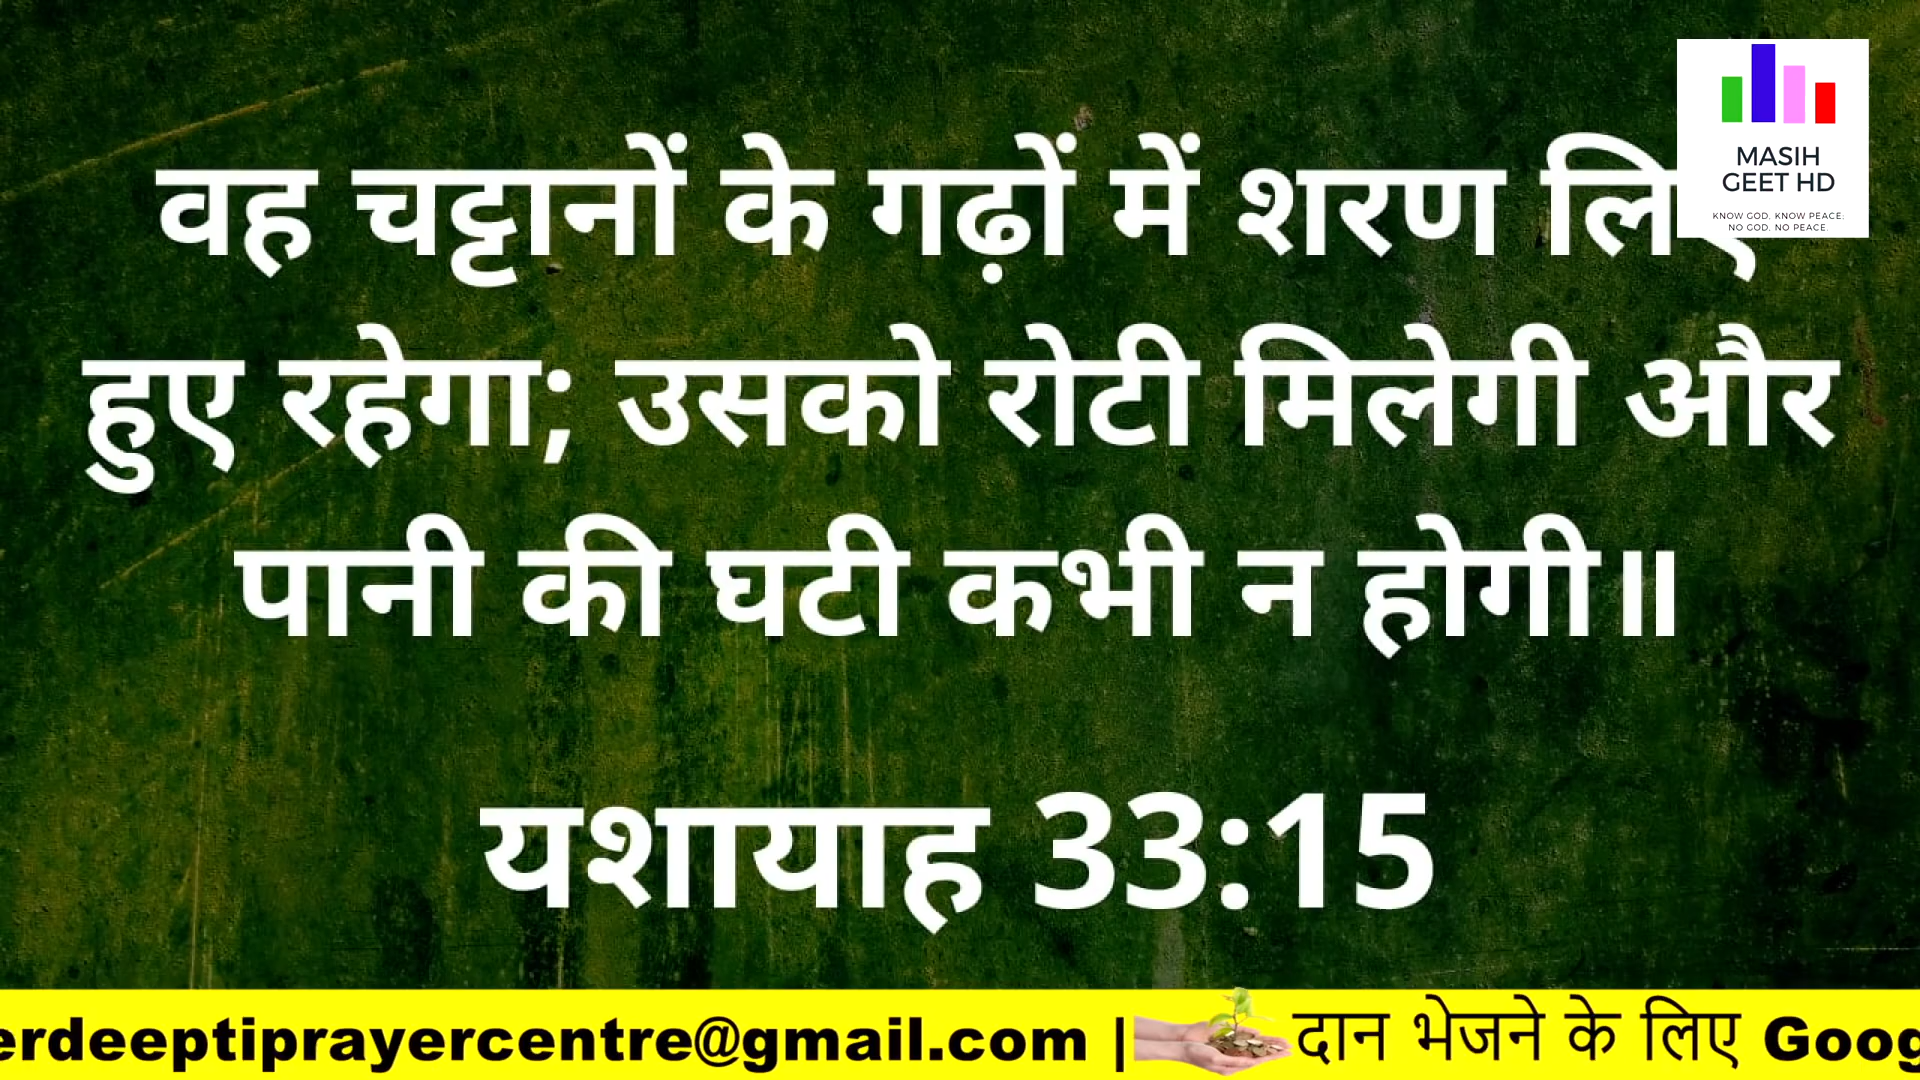 वह चट्टानों के गढ़ों में शरण लिए
हुए रहेगा; उसको रोटी मिलेगी और
पानी की घटी कभी न होगी॥
यशायाह 33:15
MASIH
GEET HD
KNOW GOD. KNOW PEACE:
NO GOD. NO PEACE.
erdeeptiprayercentre@gmail.com | दान भेजने के लिए Goog